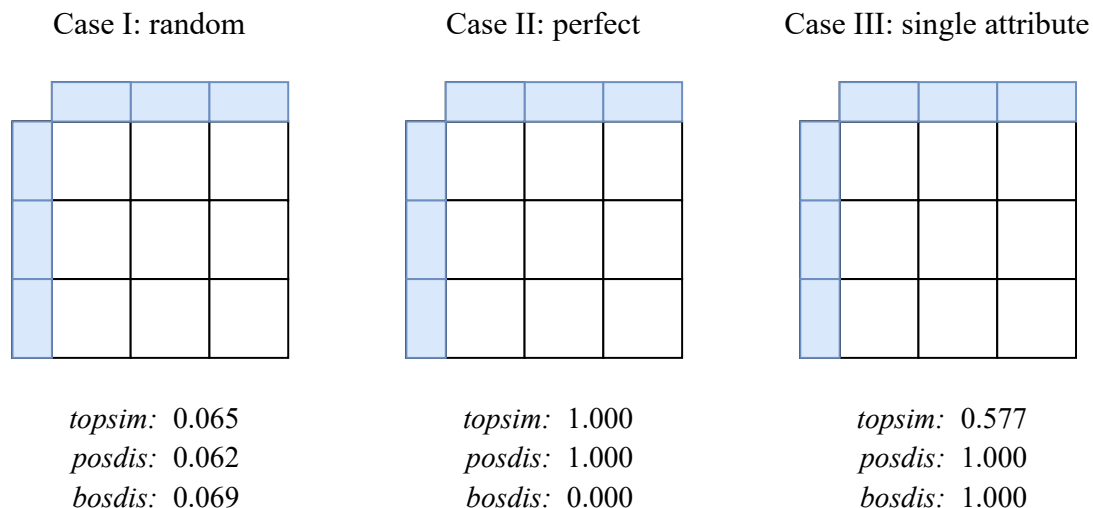 Case I: random
Case II: perfect
Case III: single attribute
topsim: 0.065
posdis: 0.062
bosdis: 0.069
topsim: 1.000
posdis: 1.000
bosdis: 0.000
topsim: 0.577
posdis: 1.000
bosdis: 1.000